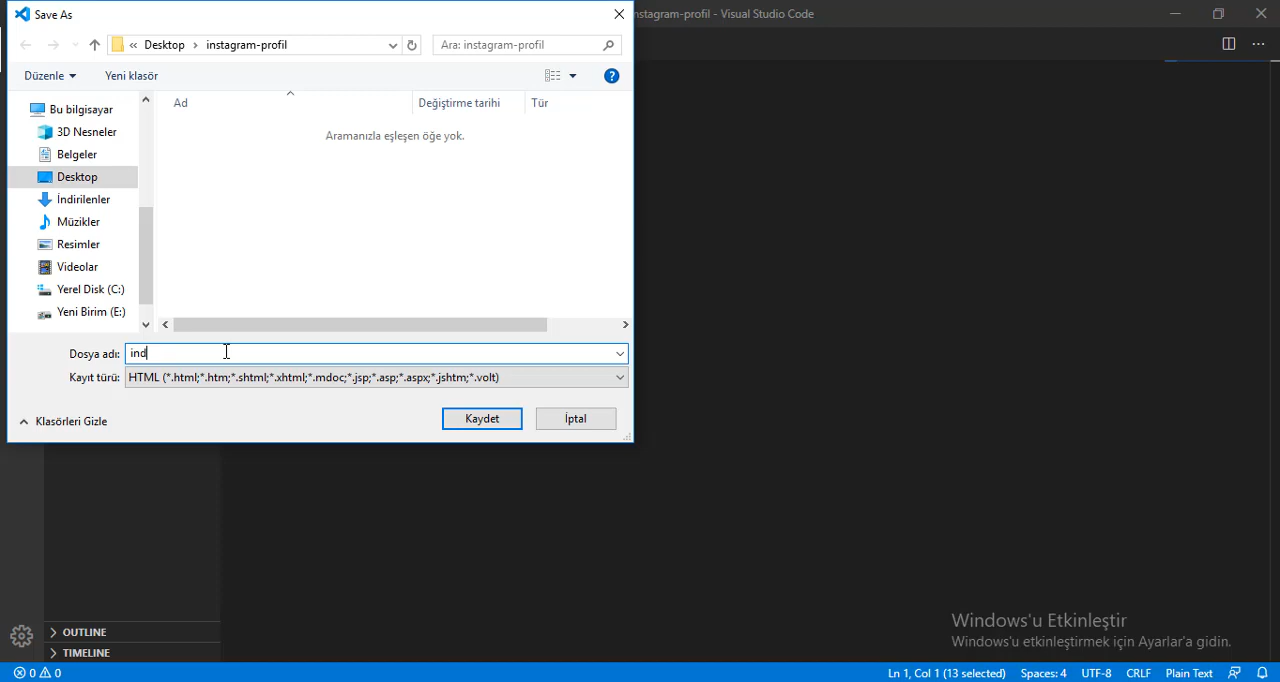 Save As
nstagram-profil - Visual Studio Code
« Desktop › instagram-profil
Ara: instagram-profil
Düzenle
Yeni klasör
Ad
Değiştirme tarihi
Tür
Aramanızla eşleşen öğe yok.
Bu bilgisayar
3D Nesneler
Belgeler
Desktop
İndirilenler
Müzikler
Resimler
Videolar
Yerel Disk (C:)
Yeni Birim (E:)
Dosya adı: ind
Kayıt türü: HTML (*.html;*.htm;*.shtml;*.xhtml;*.mdoc;*.jsp;*.asp;*.aspx;*.jshtm;*.volt)
Klasörleri Gizle
Kaydet
İptal
OUTLINE
TIMELINE
Windows'u Etkinleştir
Windows'u etkinleştirmek için Ayarlar'a gidin.
0 0
Ln 1, Col 1 (13 selected)
Spaces: 4
UTF-8
CRLF
Plain Text